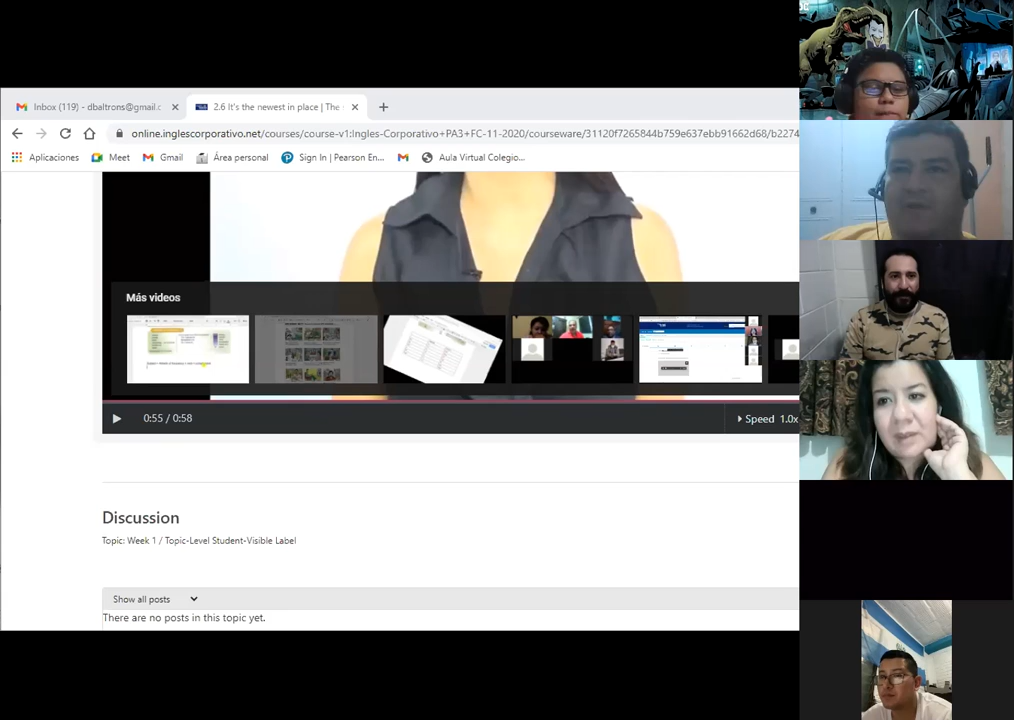 Inbox (119) - dbaltrons@gmail.c
2.6 It's the newest in place | The
online.inglescorporativo.net/courses/course-v1:Ingles-Corporativo+PA3+FC-11-2020/courseware/31120f7265844b759e637ebb91662d68/b2274
Aplicaciones
Meet
Gmail
Área personal
Sign In | Pearson En...
Aula Virtual Colegio...
Más videos
0:55 / 0:58
Speed 1.0x
Discussion
Topic: Week 1 / Topic-Level Student-Visible Label
Show all posts
There are no posts in this topic yet.